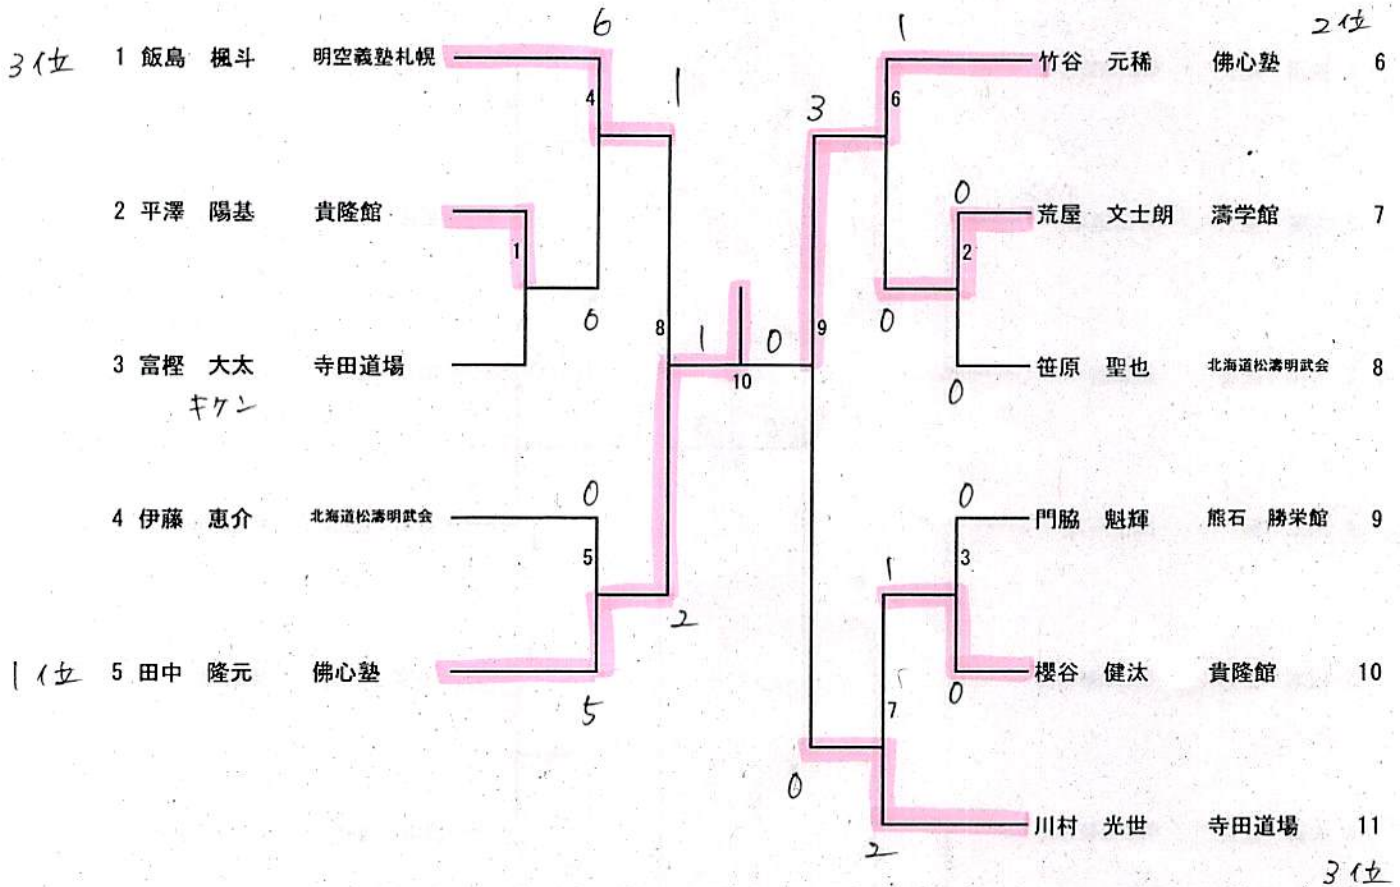 6
1
2位
3位 1 飯島 楓斗 明空義塾札幌
竹谷 元稀 佛心塾 6
4
1
3
6
2 平澤 陽基 貴隆館
0
荒屋 文士朗 濤学館 7
1
2
0
8
1
0
9
0
3 富樫 大太 寺田道場
キケン
10
笹原 聖也 北海道松濤明武会 8
0
4 伊藤 恵介 北海道松濤明武会
0
0
門脇 魁輝 熊石 勝栄館 9
5
1
3
2
1位 5 田中 隆元 佛心塾
櫻谷 健汰 貴隆館 10
5
7
0
0
川村 光世 寺田道場 11
2
3位